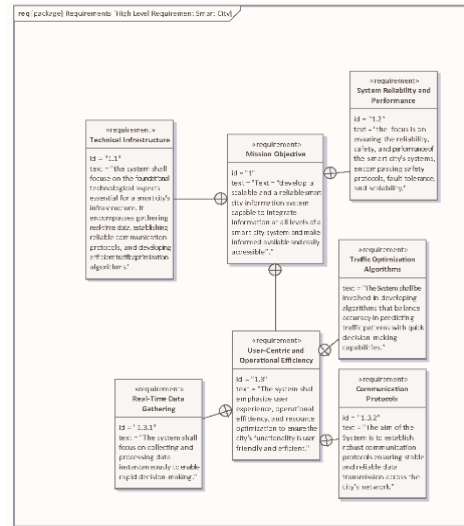 req [package] Requirements [High Level Requirement Smart City]
«requirement»
System Reliability and
Performance
id = "1.2"
text = "the focus is on
ensuring the reliability,
safety, and performance of
the smart city's systems,
encompassing safety
protocols, fault tolerance,
and scalability."
«requirement»
Technical Infrastructure
id = "1.1"
text = "the system shall
focus on the foundational
technological aspects
essential for a smart city's
infrastructure. It
encompasses gathering
real-time data, establishing
reliable communication
protocols, and developing
efficient traffic optimization
algorithms."
«requirement»
Mission Objective
id = "1"
text = "Text = "develop a
scalable and a reliable smart
city information system
capable to integrate
information at all levels of a
smart city system and make
informed available and easily
accessible"."
«requirement»
Traffic Optimization
Algorithms
text = "The System shall be
involved in developing
algorithms that balance
accuracy in predicting
traffic patterns with quick
decision-making
capabilities."
«requirement»
User-Centric and
Operational Efficiency
id = "1.3"
text = "The system shall
emphasize user
experience, operational
efficiency, and resource
optimization to ensure the
city's functionality is user
friendly and efficient."
«requirement»
Real-Time Data
Gathering
id = "1.3.1"
text = "The system shall
focus on collecting and
processing data
instantaneously to enable
rapid decision-making."
«requirement»
Communication
Protocols
id = "1.3.2"
text = "The aim of the
System is to establish
robust communication
protocols ensuring stable
and reliable data
transmission across the
city's network."